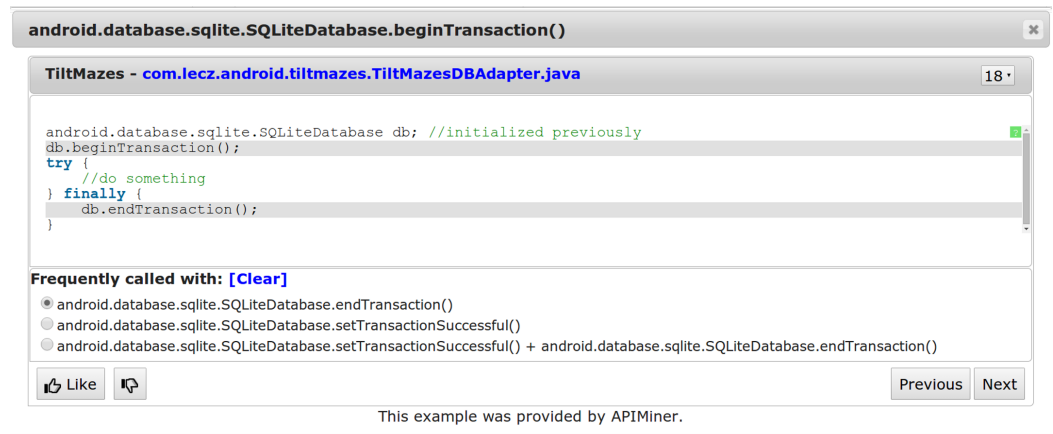 android.database.sqlite.SQLiteDatabase.beginTransaction()
TiltMazes - com.lecz.android.tiltmazes.TiltMazesDBAdapter.java
18
android.database.sqlite.SQLiteDatabase db; //initialized previously
db.beginTransaction();
try {
//do something
} finally {
db.endTransaction();
}
?
Frequently called with: [Clear]
android.database.sqlite.SQLiteDatabase.endTransaction()
android.database.sqlite.SQLiteDatabase.setTransactionSuccessful()
android.database.sqlite.SQLiteDatabase.setTransactionSuccessful() + android.database.sqlite.SQLiteDatabase.endTransaction()
Like
Previous Next
This example was provided by APIMiner.